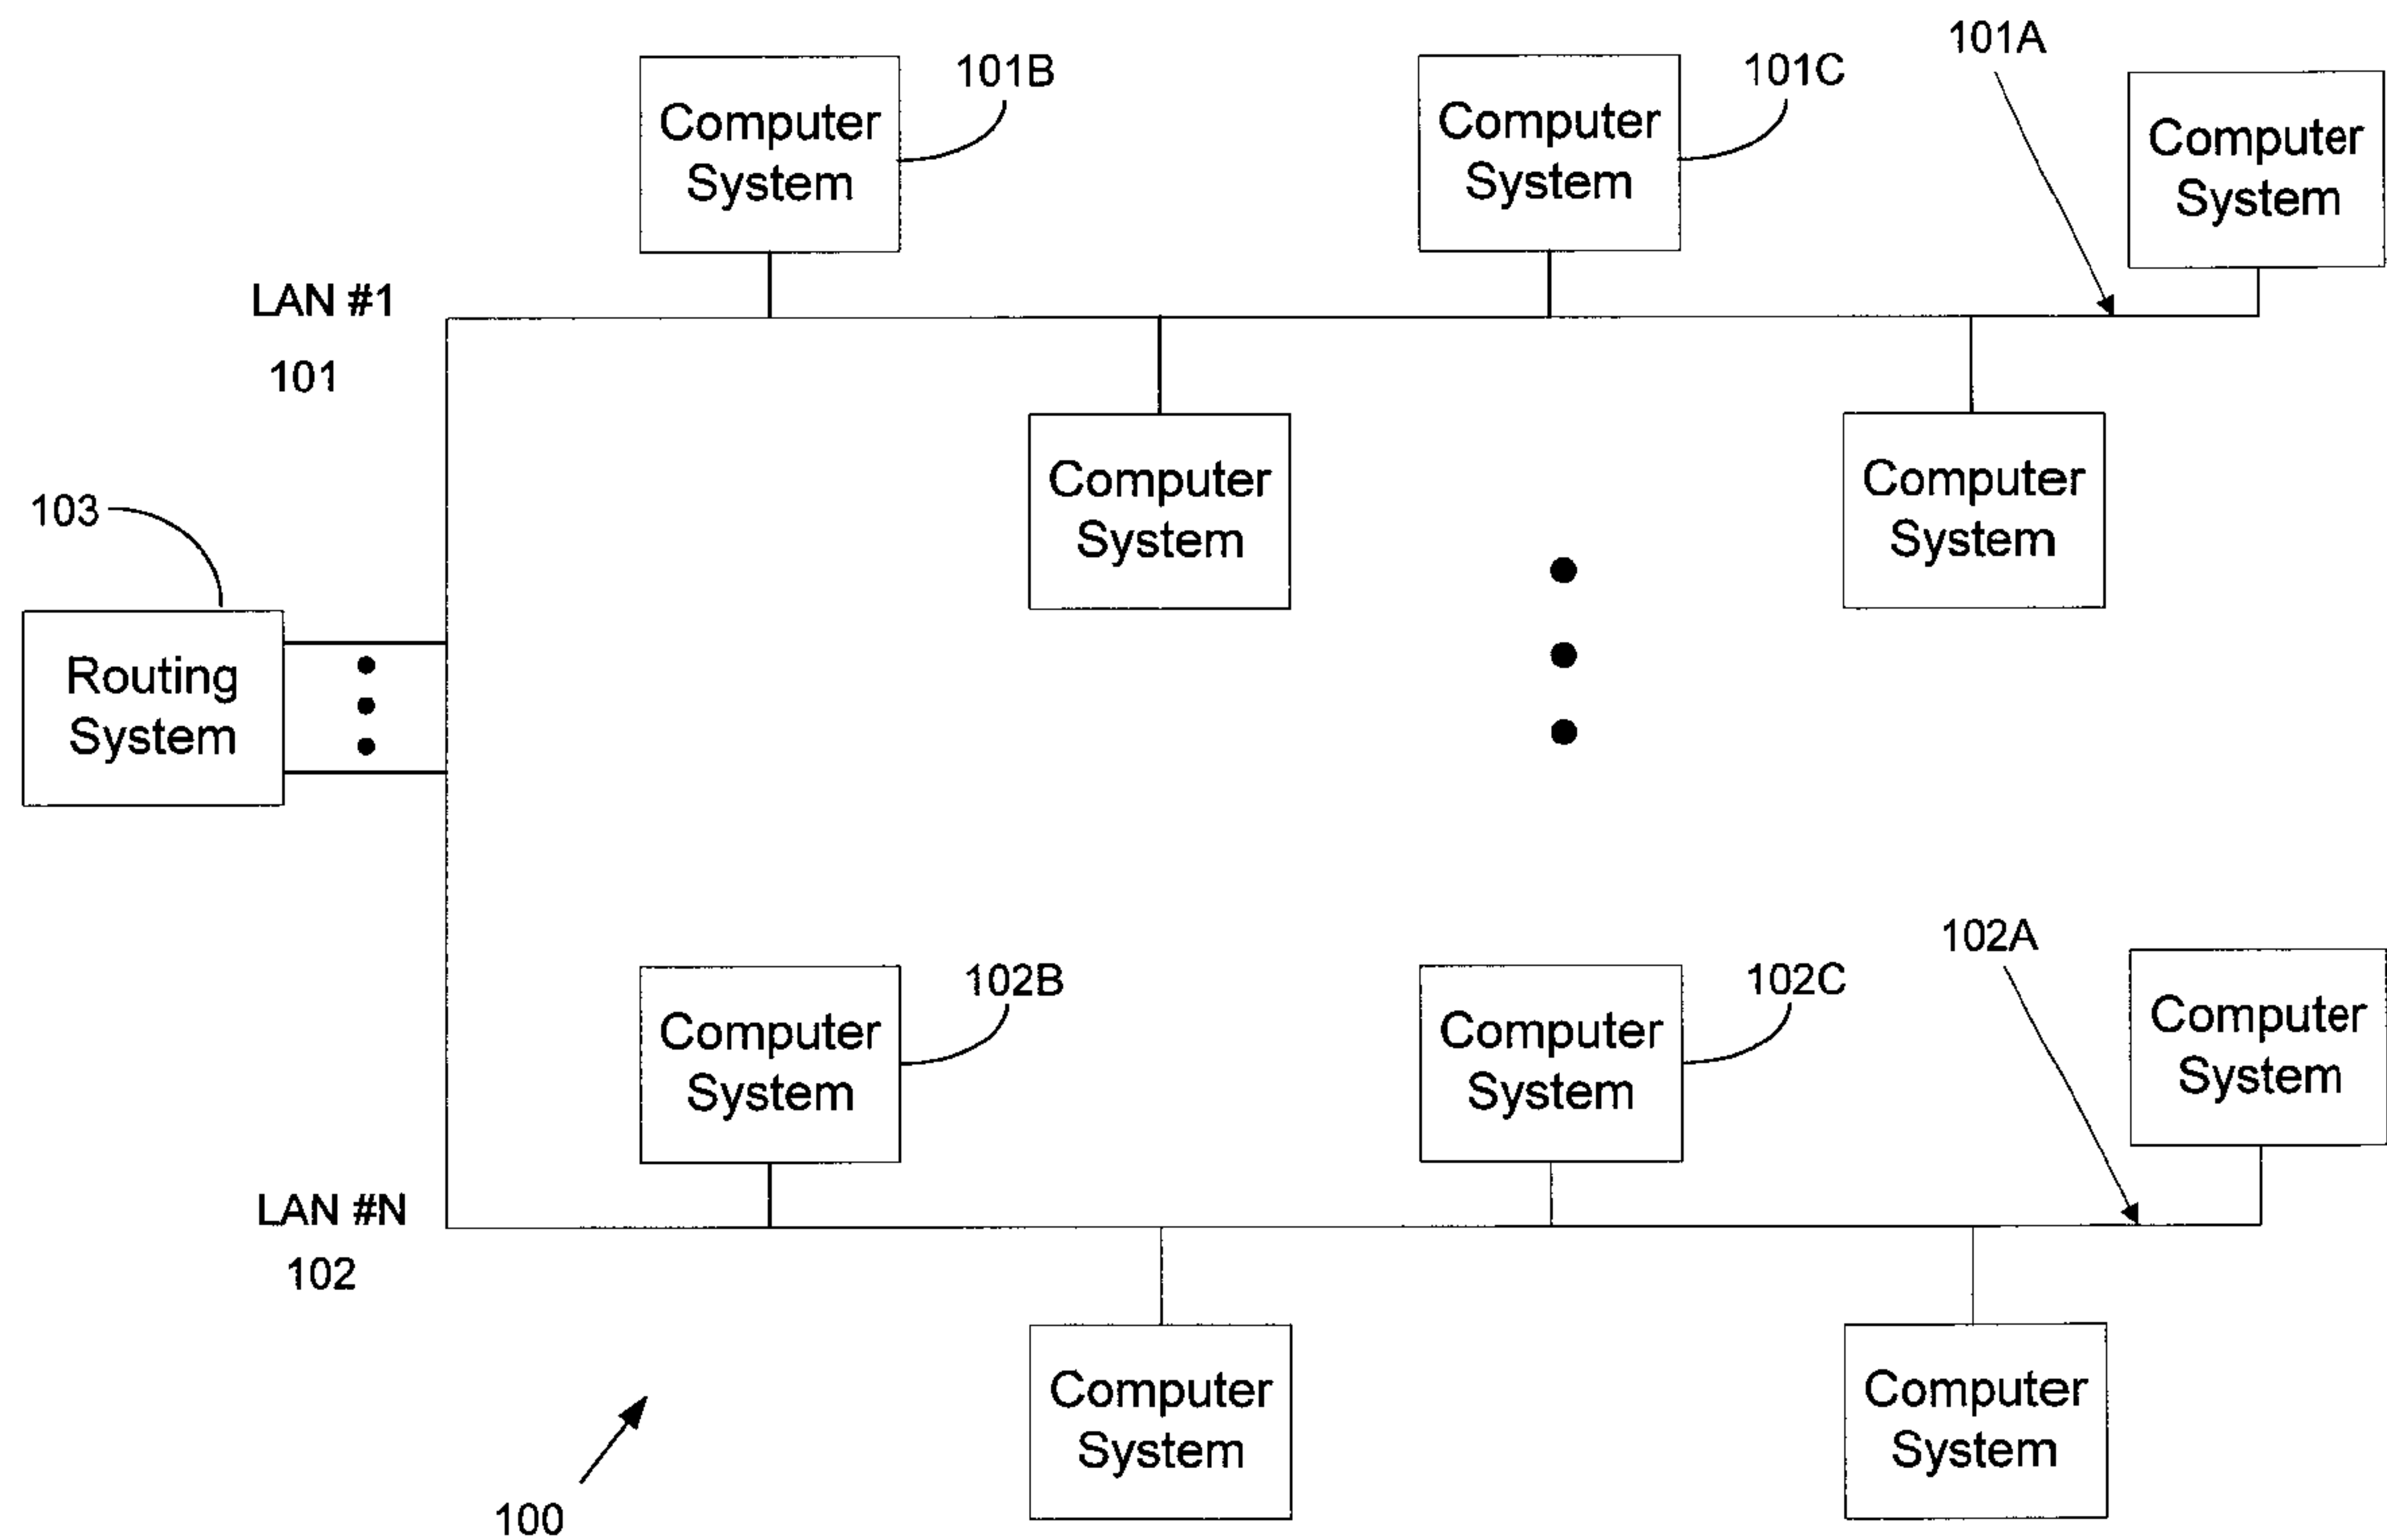 101A
101B
101C
Computer
System
Computer
System
Computer
System
LAN #1
101
Computer
System
Computer
System
103
Routing
System
102A
102B
102C
Computer
System
Computer
System
Computer
System
LAN #N
102
Computer
System
Computer
System
100